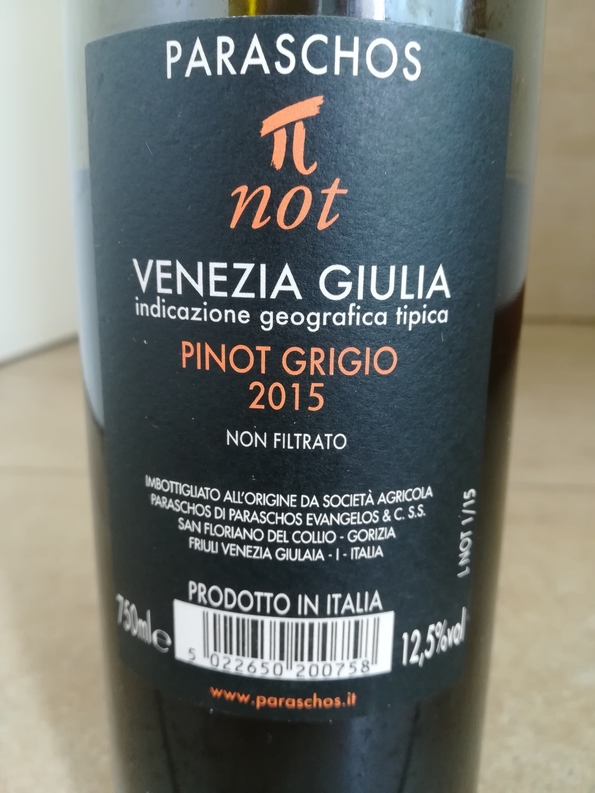 PARASCHOS
π
not
VENEZIA GIULIA
indicazione geografica tipica
PINOT GRIGIO
2015
NON FILTRATO
IMBOTTIGLIATO ALL'ORIGINE DA SOCIETÀ AGRICOLA
PARASCHOS DI PARASCHOS EVANGELOS & C. S.S.
SAN FLORIANO DEL COLLIO - GORIZIA
FRIULI VENEZIA GIULAIA - I - ITALIA
L NOT 1/15
PRODOTTO IN ITALIA
750ml e
5 022650 200758
12,5%vol
www.paraschos.it